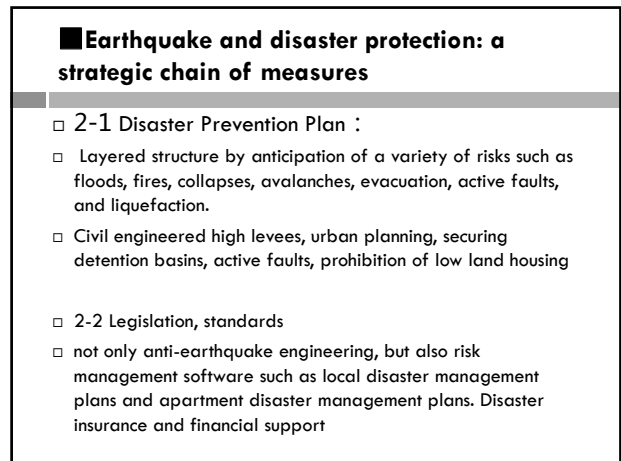 ■Earthquake and disaster protection: a
strategic chain of measures
□ 2-1 Disaster Prevention Plan：
□ Layered structure by anticipation of a variety of risks such as
floods, fires, collapses, avalanches, evacuation, active faults,
and liquefaction.
□ Civil engineered high levees, urban planning, securing
detention basins, active faults, prohibition of low land housing
□ 2-2 Legislation, standards
□ not only anti-earthquake engineering, but also risk
management software such as local disaster management
plans and apartment disaster management plans. Disaster
insurance and financial support